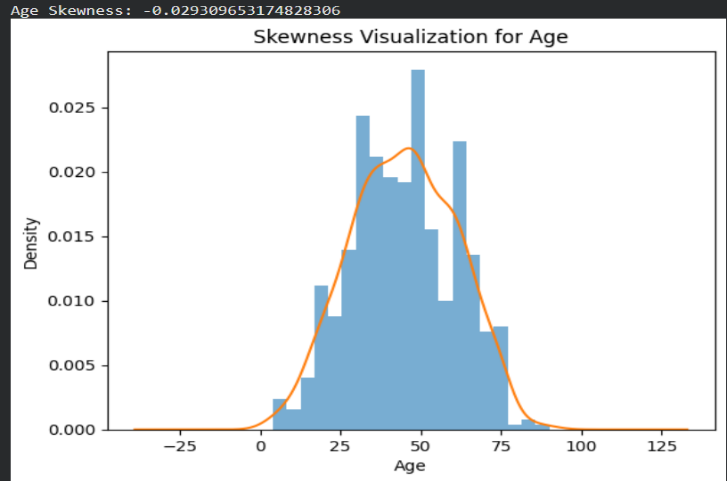 Age Skewness: -0.029309653174828306
Skewness Visualization for Age
Density
0.025
0.020
0.015
0.010
0.005
0.000
−25 0 25 50 75 100 125
Age